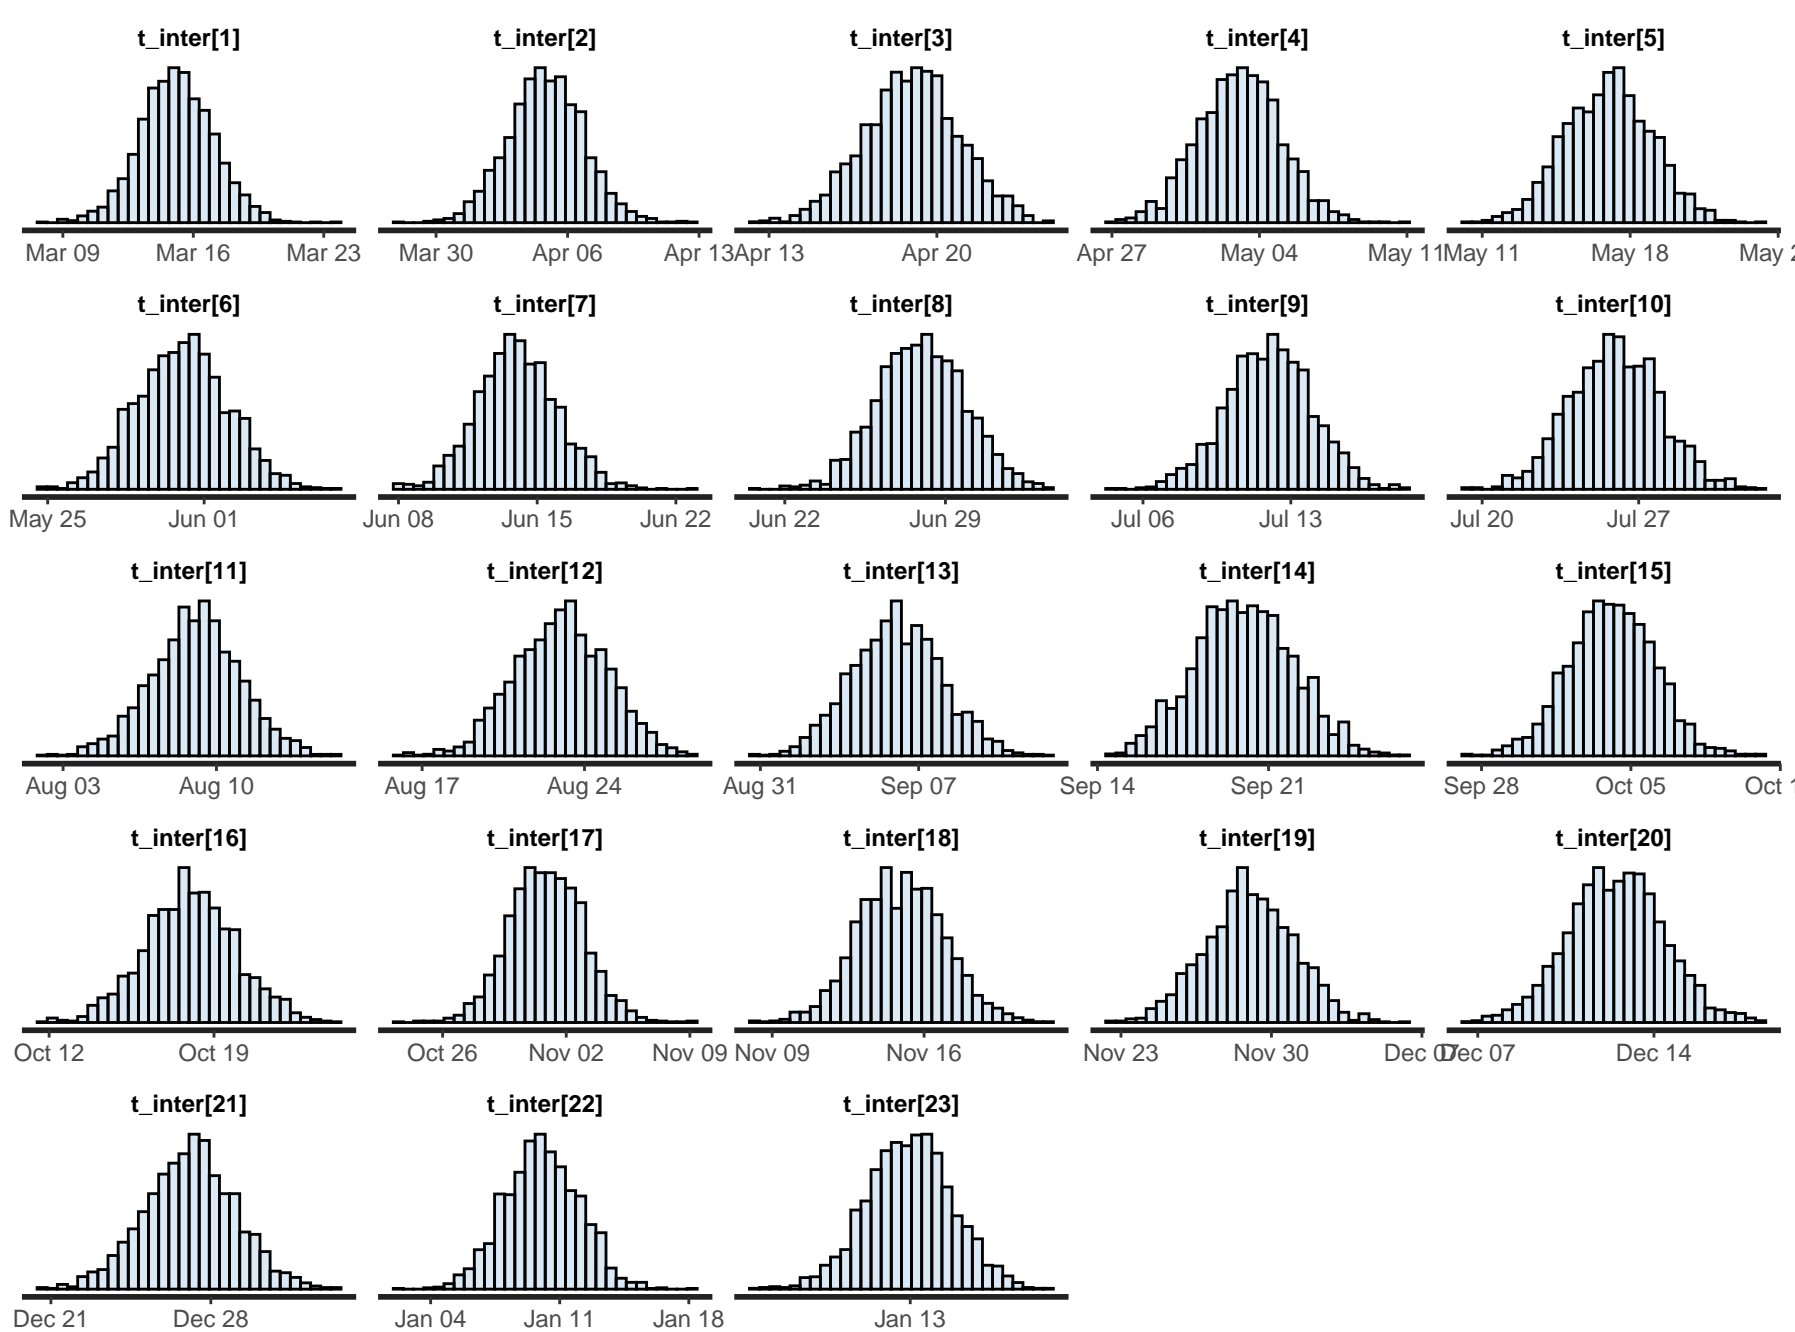 t_inter[1] t_inter[2] t_inter[3] t_inter[4] t_inter[5]
Mar 09 Mar 16 Mar 23 Mar 30 Apr 06 Apr 13 Apr 13 Apr 20 Apr 27 May 04 May 11 May 11 May 18 May 2
t_inter[6] t_inter[7] t_inter[8] t_inter[9] t_inter[10]
May 25 Jun 01 Jun 08 Jun 15 Jun 22 Jun 22 Jun 29 Jul 06 Jul 13 Jul 20 Jul 27
t_inter[11] t_inter[12] t_inter[13] t_inter[14] t_inter[15]
Aug 03 Aug 10 Aug 17 Aug 24 Aug 31 Sep 07 Sep 14 Sep 21 Sep 28 Oct 05 Oct 1
t_inter[16] t_inter[17] t_inter[18] t_inter[19] t_inter[20]
Oct 12 Oct 19 Oct 26 Nov 02 Nov 09 Nov 09 Nov 16 Nov 23 Nov 30 Dec 07 Dec 07 Dec 14
t_inter[21] t_inter[22] t_inter[23]
Dec 21 Dec 28 Jan 04 Jan 11 Jan 18 Jan 13